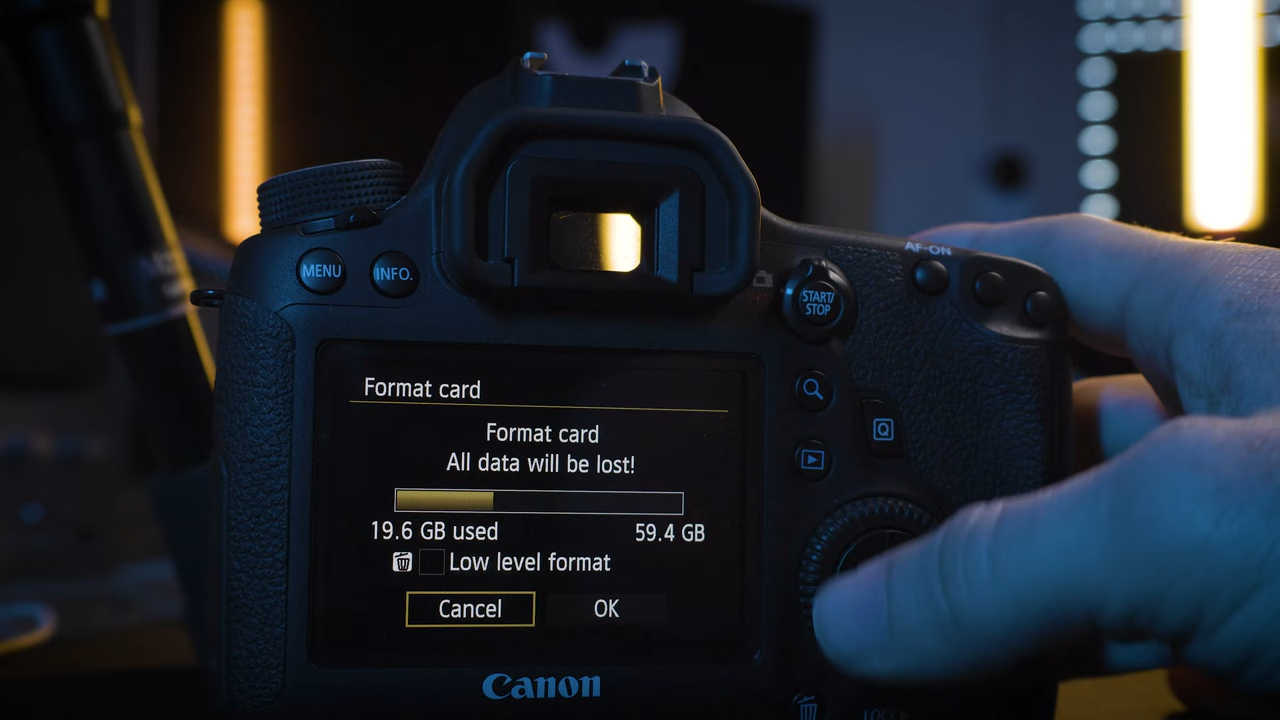 AF-ON
MENU
INFO.
START/
STOP
Format card
Format card
All data will be lost!
19.6 GB used
59.4 GB
Low level format
Cancel
OK
Q
Canon
LOCK